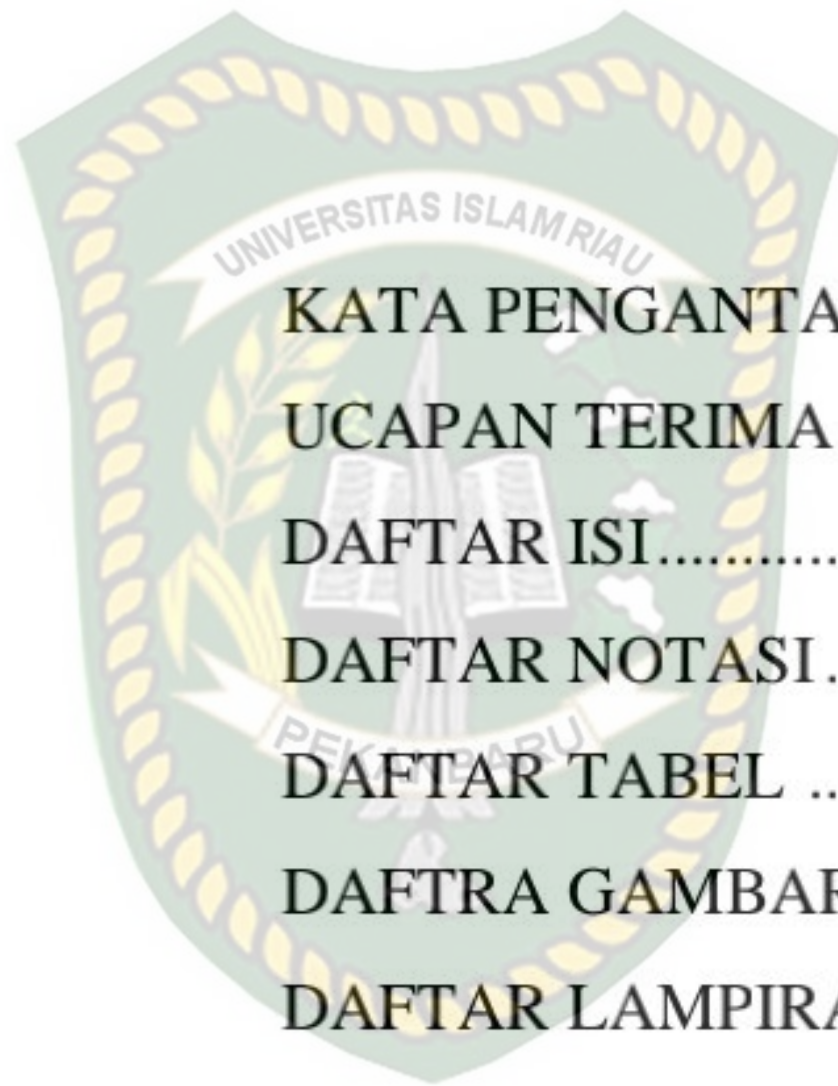 UNIVERSITAS ISLAM RIAU
KATA PENGANTA
UCAPAN TERIMA
DAFTAR ISI............
DAFTAR NOTASI.
PEKANBARU
DAFTAR TABEL ..
DAFTRA GAMBAR
DAFTAR LAMPIRA